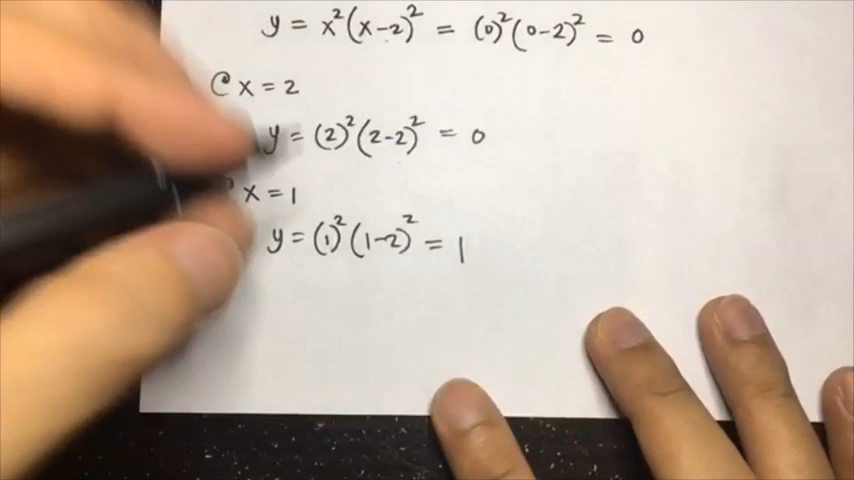 y = x²(x-2)² = (0)²(0-2)² = 0
@ x = 2
y = (2)²(2-2)² = 0
@ x = 1
y = (1)²(1-2)² = 1